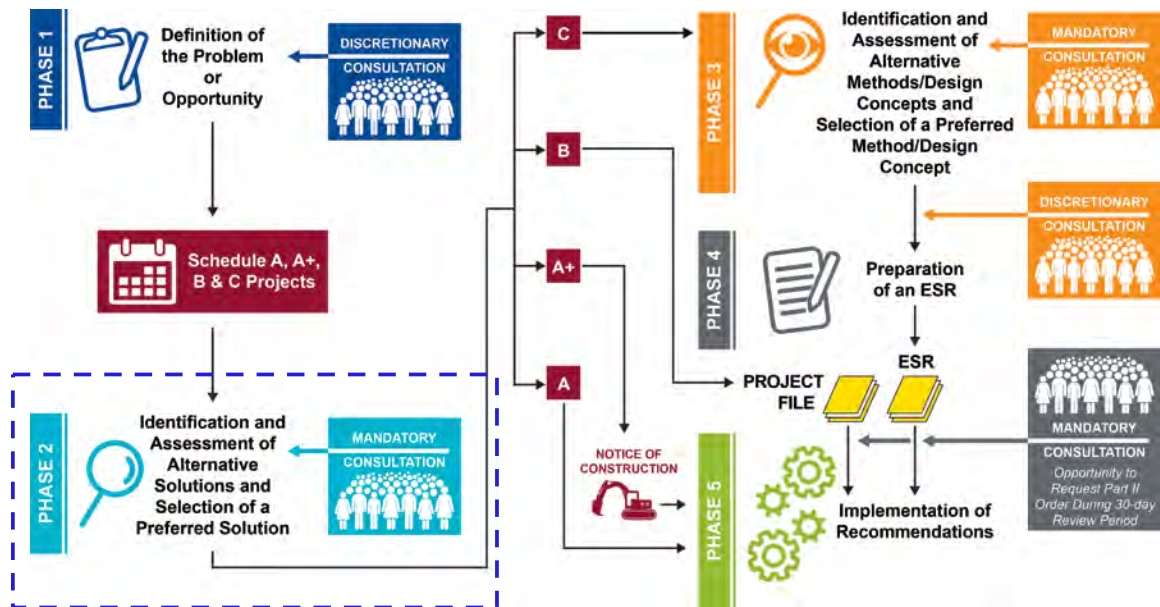 PHASE 1
Definition of
the Problem
or
Opportunity
DISCRETIONARY
CONSULTATION
Schedule A, A+,
B & C Projects
PHASE 2
Identification and
Assessment of
Alternative
Solutions and
Selection of a
Preferred Solution
MANDATORY
CONSULTATION
C
B
A+
A
NOTICE OF
CONSTRUCTION
PHASE 3
Identification and
Assessment of
Alternative
Methods/Design
Concepts and
Selection of a Preferred
Method/Design
Concept
MANDATORY
CONSULTATION
DISCRETIONARY
CONSULTATION
PHASE 4
Preparation
of an ESR
PROJECT
FILE
ESR
MANDATORY
CONSULTATION
Opportunity to
Request Part II
Order During 30-day
Review Period
PHASE 5
Implementation of
Recommendations